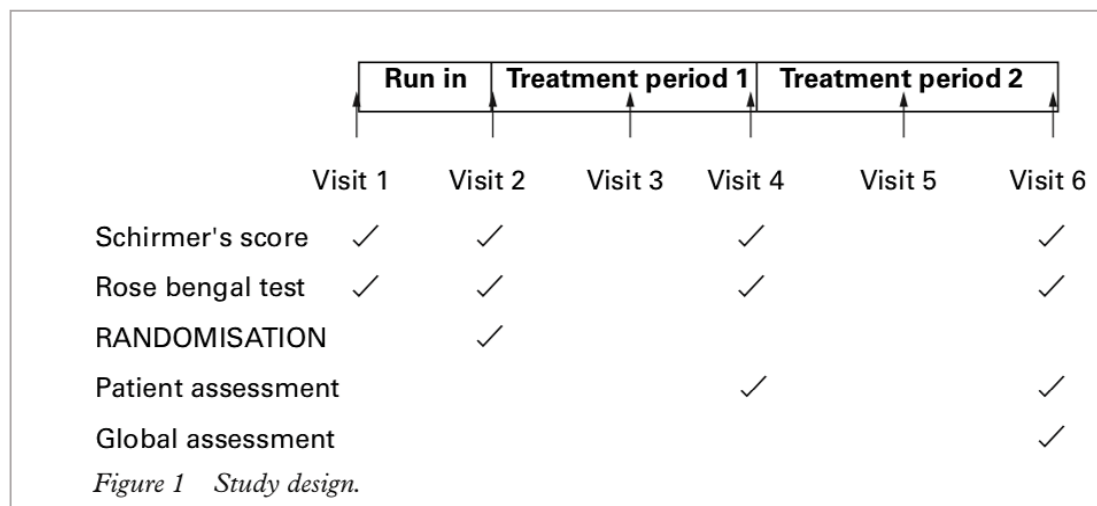 Run in Treatment period 1 Treatment period 2
Visit 1 Visit 2 Visit 3 Visit 4 Visit 5 Visit 6
Schirmer's score ✓ ✓ ✓ ✓
Rose bengal test ✓ ✓ ✓ ✓
RANDOMISATION ✓
Patient assessment ✓ ✓
Global assessment ✓
Figure 1 Study design.